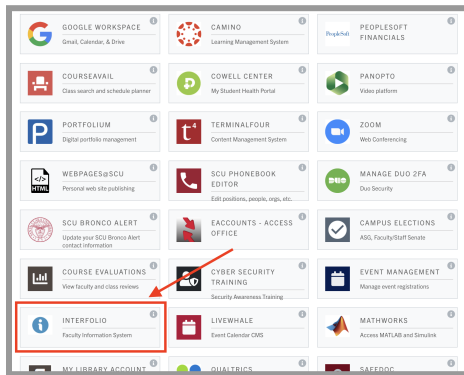 GOOGLE WORKSPACE
Gmail, Calendar, & Drive
CAMINO
Learning Management System
PeopleSoft
PEOPLESOFT
FINANCIALS
COURSEAVAIL
Class search and schedule planner
COWELL CENTER
My Student Health Portal
PANOPTO
Video platform
PORTFOLIUM
Digital portfolio management
t4
TERMINALFOUR
Content Management System
ZOOM
Web Conferencing
</>
HTML
WEBPAGES@SCU
Personal web site publishing
SCU PHONEBOOK
EDITOR
Edit positions, people, orgs, etc.
DUO
MANAGE DUO 2FA
Duo Security
SCU BRONCO ALERT
Update your SCU Bronco Alert
contact information
EACCOUNTS - ACCESS
OFFICE
CAMPUS ELECTIONS
ASG, Faculty/Staff Senate
COURSE EVALUATIONS
View faculty and class reviews
CYBER SECURITY
TRAINING
Security Awareness Training
EVENT MANAGEMENT
Manage event registrations
INTERFOLIO
Faculty Information System
LIVEWHALE
Event Calendar CMS
MATHWORKS
Access MATLAB and Simulink
MY LIBRARY ACCOUNT
QUALTRICS
SAFEDOC